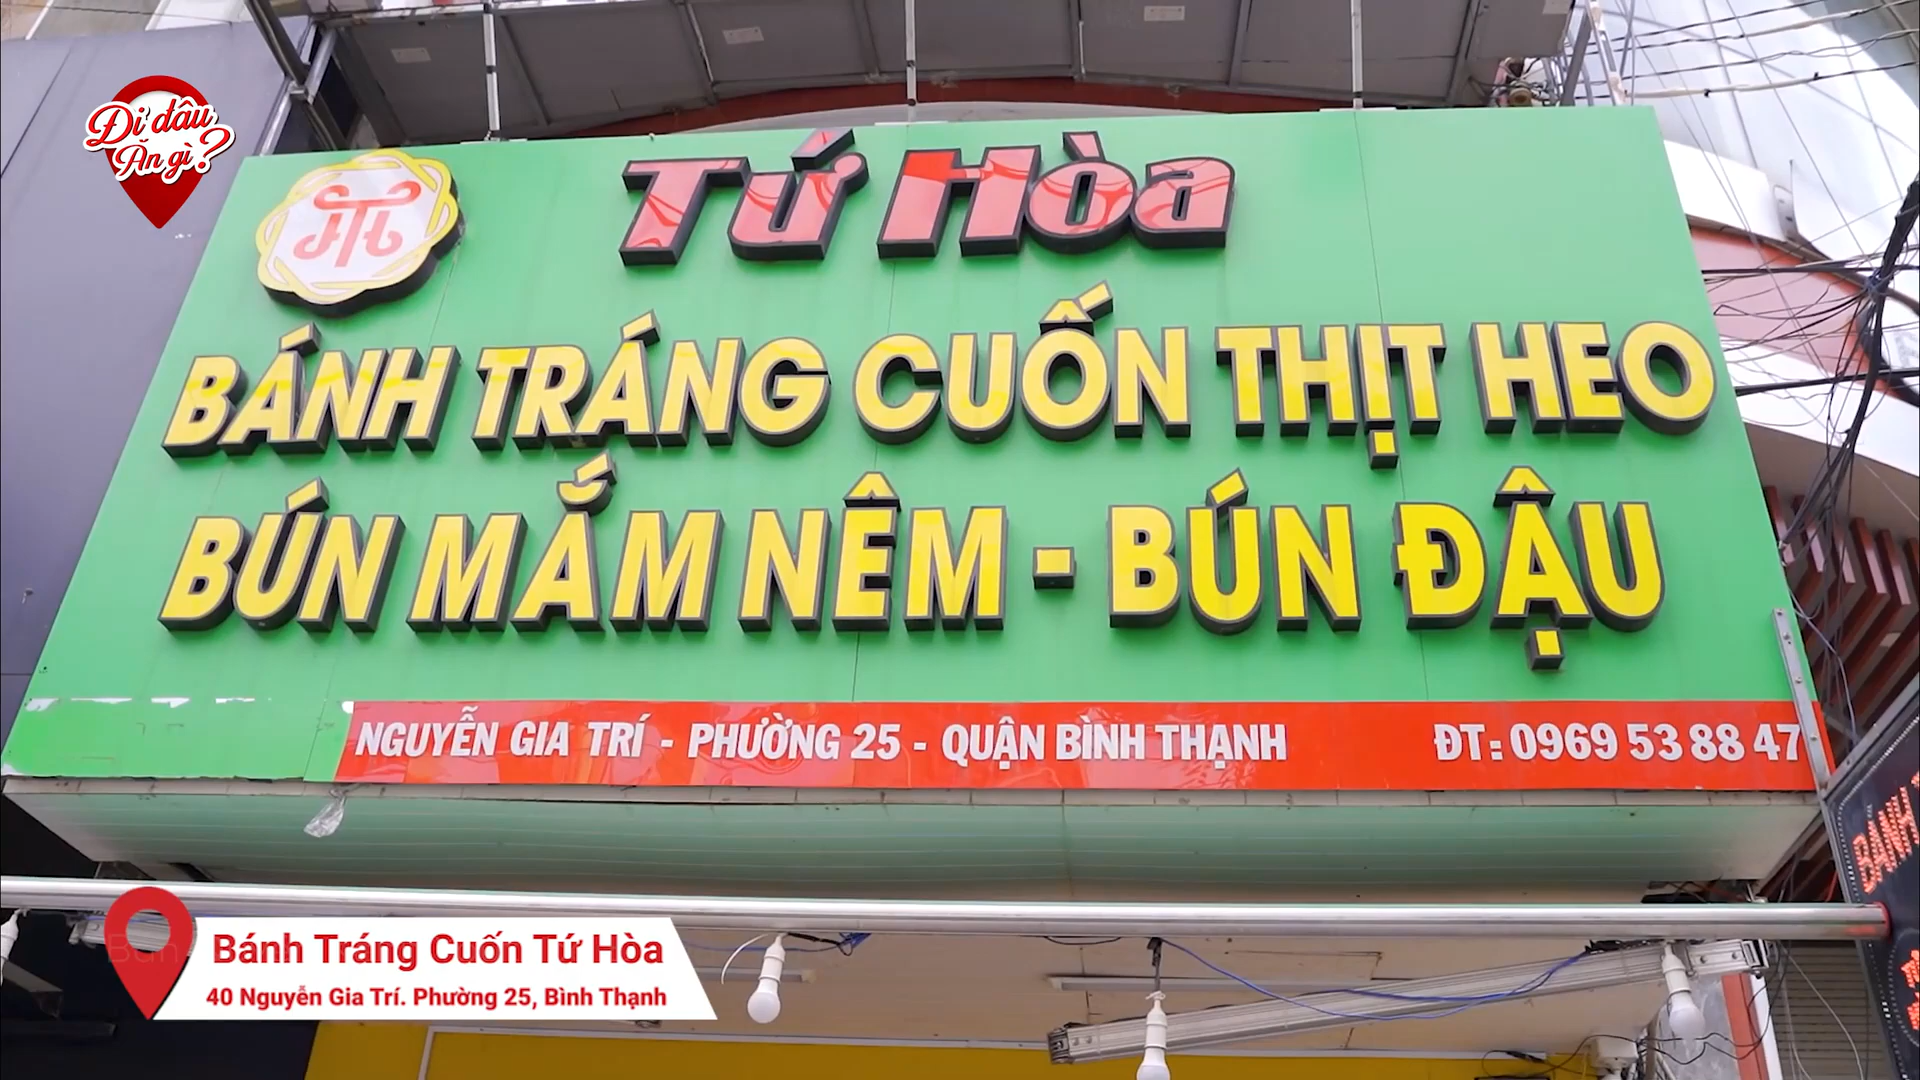 Đi đâu
Ăn gì?
Tứ Hòa
BÁNH TRÁNG CUỐN THỊT HEO
BÚN MẮM NÊM - BÚN ĐẬU
NGUYỄN GIA TRÍ - PHƯỜNG 25 - QUẬN BÌNH THẠNH ĐT: 0969 53 88 47
BANH
Bánh Tráng Cuốn Tứ Hòa
40 Nguyễn Gia Trí. Phường 25, Bình Thạnh